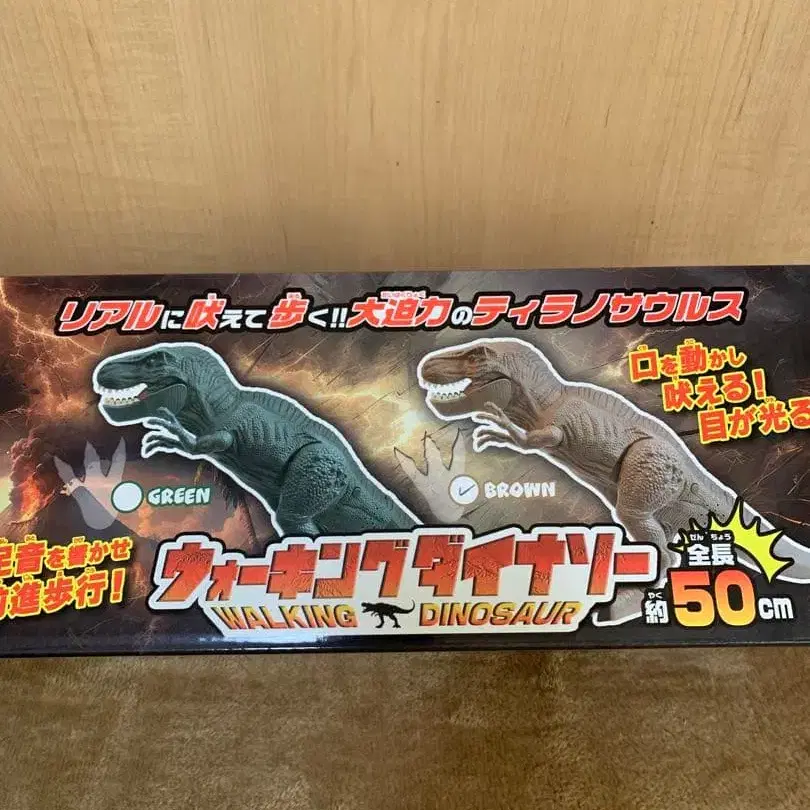 リアルに吠えて歩く!!大迫力のティラノサウルス
口を動かし
吠える!
目が光る
GREEN
BROWN
足音を響かせ
前進歩行!
ウォーキングダイナソー
WALKING DINOSAUR
全長
約50cm